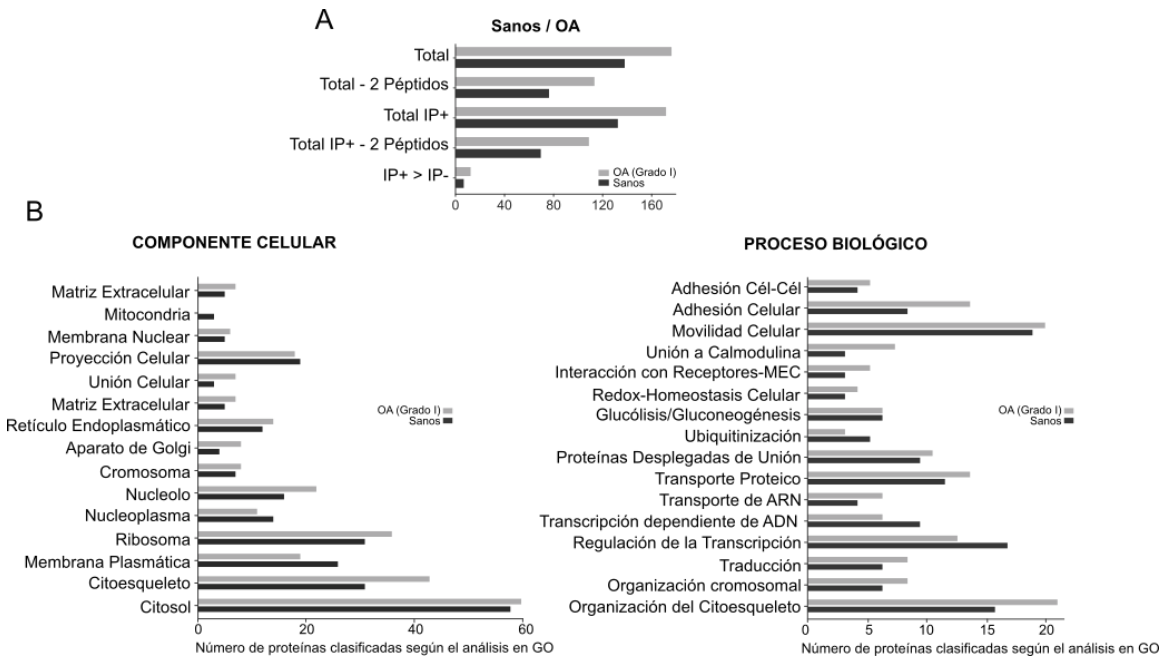 A
Sanos / OA
Total
Total - 2 Péptidos
Total IP+
Total IP+ - 2 Péptidos
IP+ > IP-
OA (Grado I)
Sanos
0 40 80 120 160
B
COMPONENTE CELULAR
Matriz Extracelular
Mitocondria
Membrana Nuclear
Proyección Celular
Unión Celular
Matriz Extracelular
Retículo Endoplasmático
Aparato de Golgi
Cromosoma
Nucleolo
Nucleoplasma
Ribosoma
Membrana Plasmática
Citoesqueleto
Citosol
OA (Grado I)
Sanos
0 20 40 60
Número de proteínas clasificadas según el análisis en GO
PROCESO BIOLÓGICO
Adhesión Cél-Cél
Adhesión Celular
Movilidad Celular
Unión a Calmodulina
Interacción con Receptores-MEC
Redox-Homeostasis Celular
Glucólisis/Gluconeogénesis
Ubiquitinización
Proteínas Desplegadas de Unión
Transporte Proteico
Transporte de ARN
Transcripción dependiente de ADN
Regulación de la Transcripción
Traducción
Organización cromosomal
Organización del Citoesqueleto
OA (Grado I)
Sanos
0 5 10 15 20
Número de proteínas clasificadas según el análisis en GO